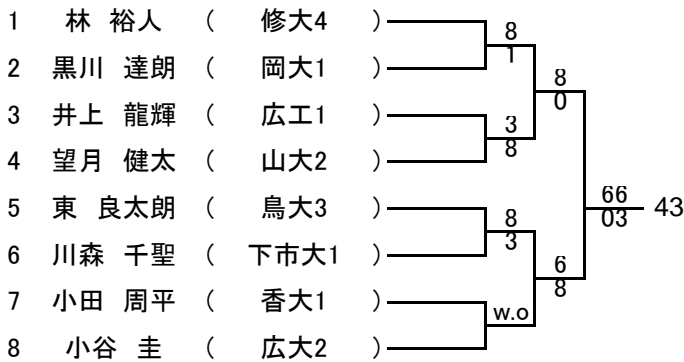 1 林 裕人 ( 修大4 )
8
1
2 黒川 達朗 ( 岡大1 )
8
0
3 井上 龍輝 ( 広工1 )
3
8
4 望月 健太 ( 山大2 )
66
03
43
5 東 良太朗 ( 鳥大3 )
8
3
6 川森 千聖 ( 下市大1 )
6
8
7 小田 周平 ( 香大1 )
w.o
8 小谷 圭 ( 広大2 )